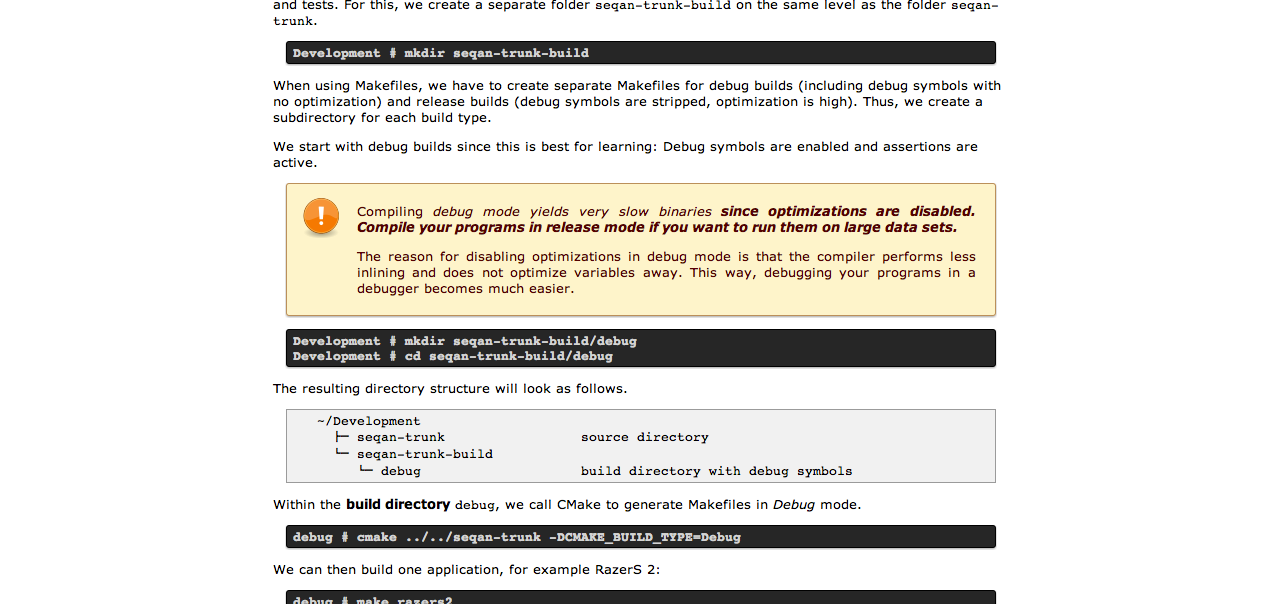 and tests. For this, we create a separate folder seqan-trunk-build on the same level as the folder seqan-
trunk.
Development # mkdir seqan-trunk-build
When using Makefiles, we have to create separate Makefiles for debug builds (including debug symbols with
no optimization) and release builds (debug symbols are stripped, optimization is high). Thus, we create a
subdirectory for each build type.
We start with debug builds since this is best for learning: Debug symbols are enabled and assertions are
active.
Compiling debug mode yields very slow binaries since optimizations are disabled.
Compile your programs in release mode if you want to run them on large data sets.
The reason for disabling optimizations in debug mode is that the compiler performs less
inlining and does not optimize variables away. This way, debugging your programs in a
debugger becomes much easier.
Development # mkdir seqan-trunk-build/debug
Development # cd seqan-trunk-build/debug
The resulting directory structure will look as follows.
~/Development
├─ seqan-trunk source directory
└─ seqan-trunk-build
└─ debug build directory with debug symbols
Within the build directory debug, we call CMake to generate Makefiles in Debug mode.
debug # cmake ../../seqan-trunk -DCMAKE_BUILD_TYPE=Debug
We can then build one application, for example RazerS 2:
debug # make razers2